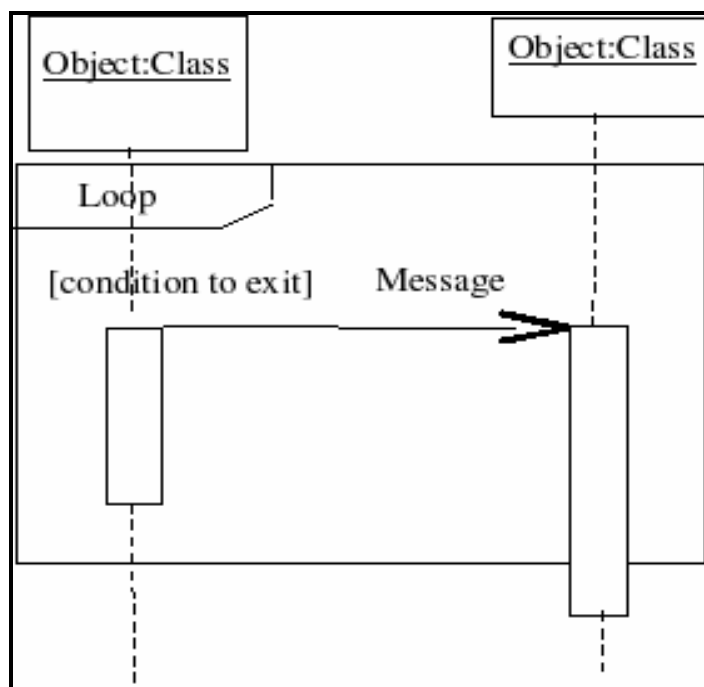 Object:Class
Object:Class
Loop
[condition to exit]
Message